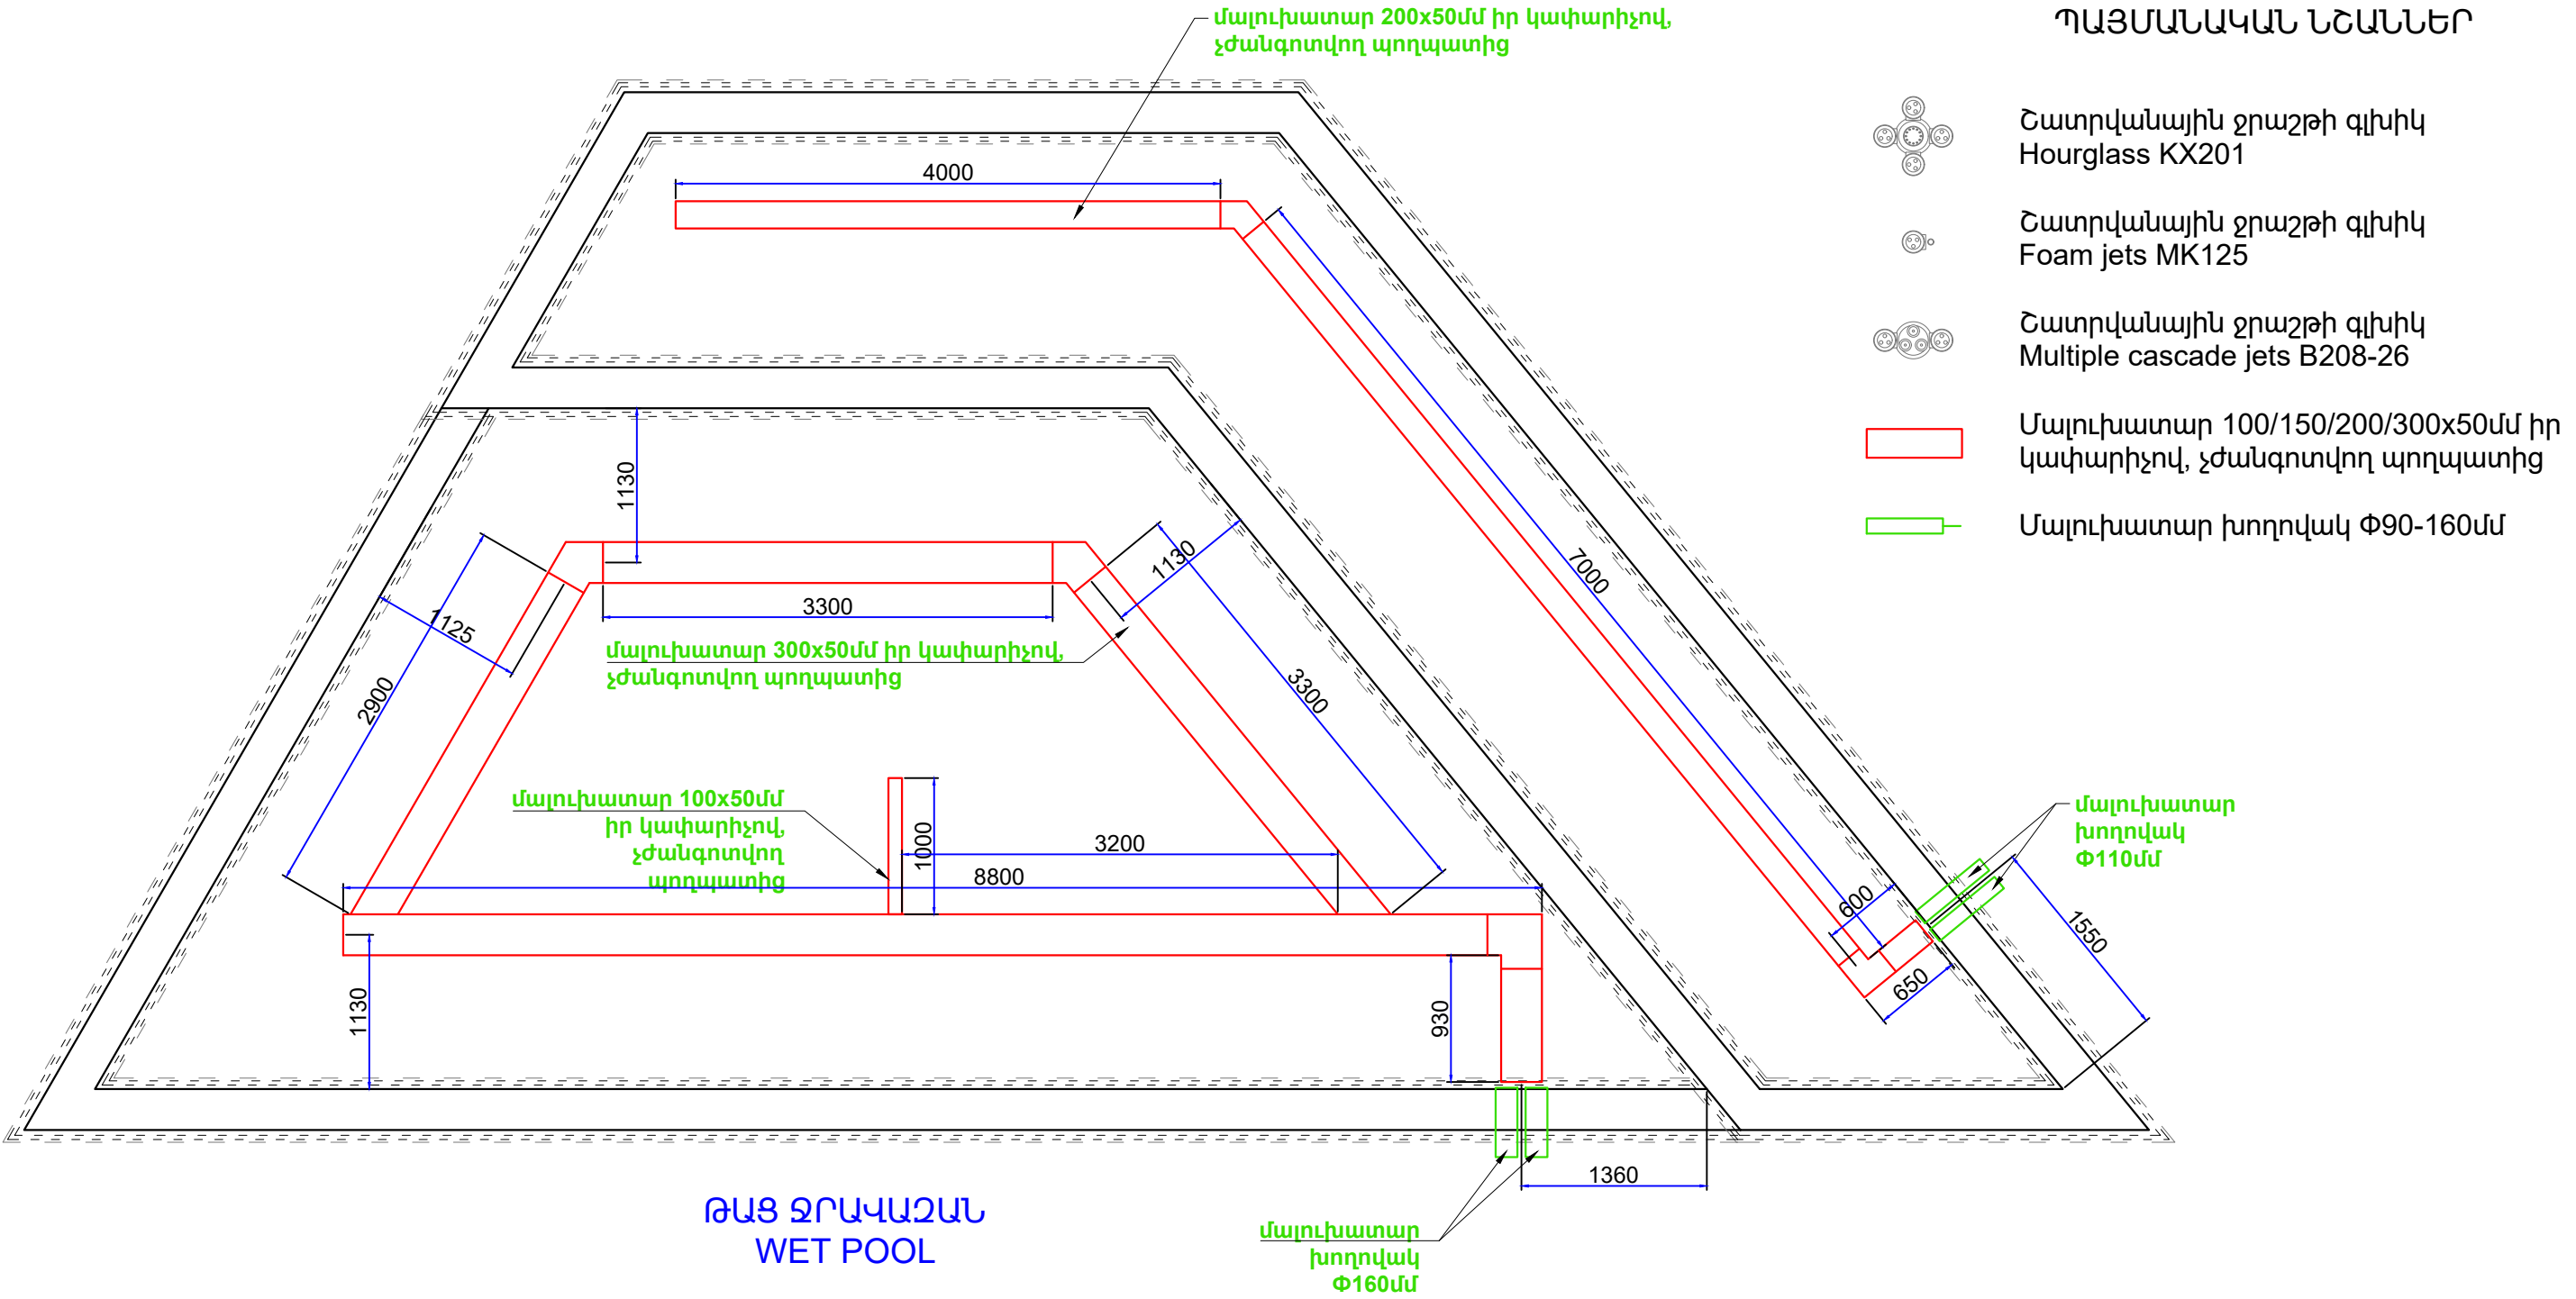 մալուխատար 200x50մմ իր կափարիչով,
չժանգոտվող պողպատից
ՊԱՅՄԱՆԱԿԱՆ ՆՇԱՆՆԵՐ
Շատրվանային ջրաշթի գլխիկ
Hourglass KX201
Շատրվանային ջրաշթի գլխիկ
Foam jets MK125
Շատրվանային ջրաշթի գլխիկ
Multiple cascade jets B208-26
Մալուխատար 100/150/200/300x50մմ իր
կափարիչով, չժանգոտվող պողպատից
Մալուխատար խողովակ Ф90-160մմ
4000
1130
1130
7000
3300
1125
մալուխատար 300x50մմ իր կափարիչով,
չժանգոտվող պողպատից
2900
3300
մալուխատար 100x50մմ
իր կափարիչով,
չժանգոտվող
պողպատից
1000
3200
8800
մալուխատար
խողովակ
Ф110մմ
600
1550
650
1130
930
1360
ԹԱՑ ՋՐԱՎԱԶԱՆ
WET POOL
մալուխատար
խողովակ
Ф160մմ